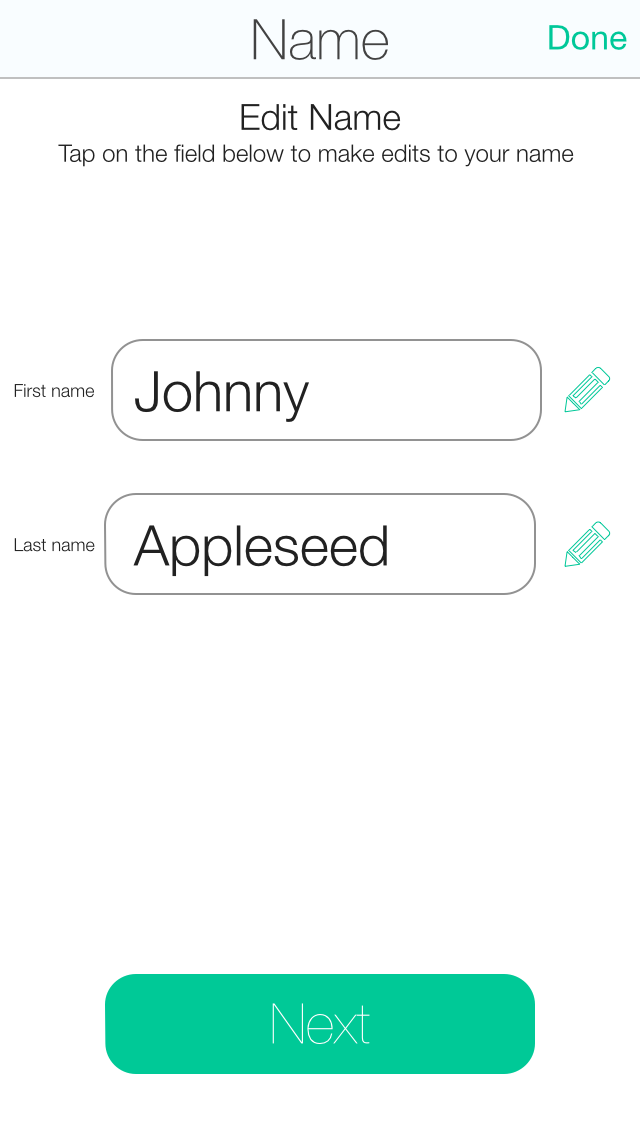 Name
Done
Edit Name
Tap on the field below to make edits to your name
First name
Johnny
Last name
Appleseed
Next